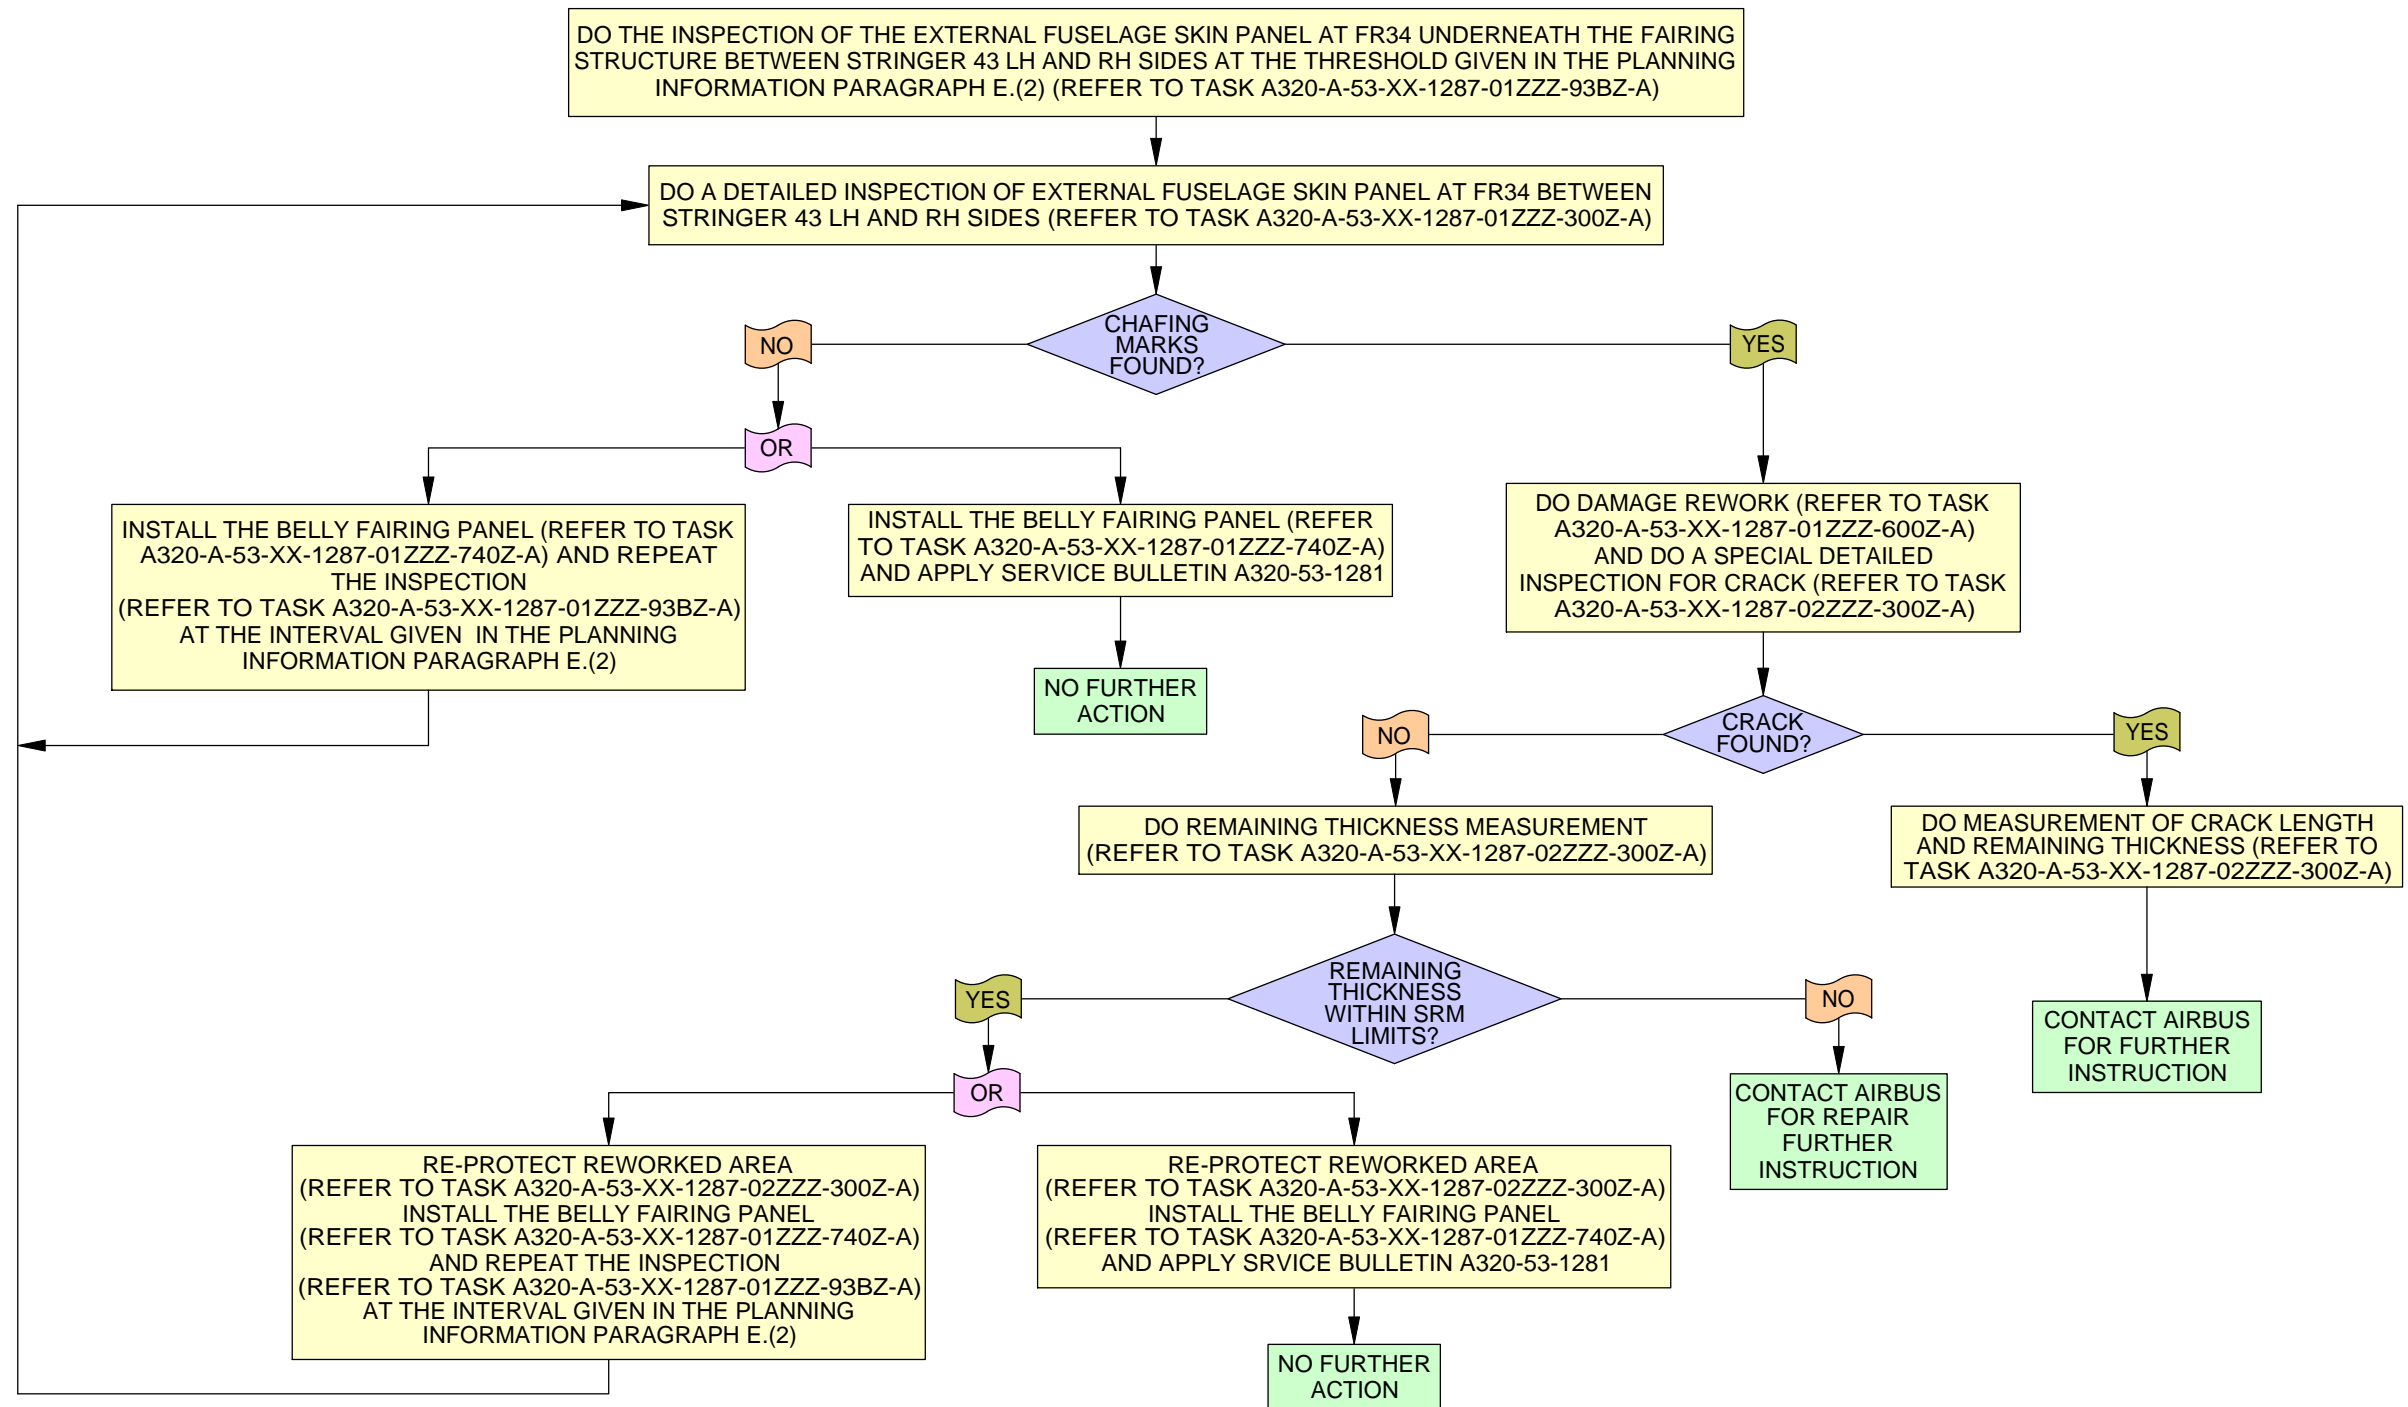 DO THE INSPECTION OF THE EXTERNAL FUSELAGE SKIN PANEL AT FR34 UNDERNEATH THE FAIRING
STRUCTURE BETWEEN STRINGER 43 LH AND RH SIDES AT THE THRESHOLD GIVEN IN THE PLANNING
INFORMATION PARAGRAPH E.(2) (REFER TO TASK A320-A-53-XX-1287-01ZZZ-93BZ-A)
DO A DETAILED INSPECTION OF EXTERNAL FUSELAGE SKIN PANEL AT FR34 BETWEEN
STRINGER 43 LH AND RH SIDES (REFER TO TASK A320-A-53-XX-1287-01ZZZ-300Z-A)
CHAFING
MARKS
FOUND?
NO
YES
OR
INSTALL THE BELLY FAIRING PANEL (REFER TO TASK
A320-A-53-XX-1287-01ZZZ-740Z-A) AND REPEAT
THE INSPECTION
(REFER TO TASK A320-A-53-XX-1287-01ZZZ-93BZ-A)
AT THE INTERVAL GIVEN IN THE PLANNING
INFORMATION PARAGRAPH E.(2)
INSTALL THE BELLY FAIRING PANEL (REFER
TO TASK A320-A-53-XX-1287-01ZZZ-740Z-A)
AND APPLY SERVICE BULLETIN A320-53-1281
NO FURTHER
ACTION
DO DAMAGE REWORK (REFER TO TASK
A320-A-53-XX-1287-01ZZZ-600Z-A)
AND DO A SPECIAL DETAILED
INSPECTION FOR CRACK (REFER TO TASK
A320-A-53-XX-1287-02ZZZ-300Z-A)
CRACK
FOUND?
NO
YES
DO REMAINING THICKNESS MEASUREMENT
(REFER TO TASK A320-A-53-XX-1287-02ZZZ-300Z-A)
DO MEASUREMENT OF CRACK LENGTH
AND REMAINING THICKNESS (REFER TO
TASK A320-A-53-XX-1287-02ZZZ-300Z-A)
REMAINING
THICKNESS
WITHIN SRM
LIMITS?
YES
NO
CONTACT AIRBUS
FOR FURTHER
INSTRUCTION
OR
CONTACT AIRBUS
FOR REPAIR
FURTHER
INSTRUCTION
RE-PROTECT REWORKED AREA
(REFER TO TASK A320-A-53-XX-1287-02ZZZ-300Z-A)
INSTALL THE BELLY FAIRING PANEL
(REFER TO TASK A320-A-53-XX-1287-01ZZZ-740Z-A)
AND REPEAT THE INSPECTION
(REFER TO TASK A320-A-53-XX-1287-01ZZZ-93BZ-A)
AT THE INTERVAL GIVEN IN THE PLANNING
INFORMATION PARAGRAPH E.(2)
RE-PROTECT REWORKED AREA
(REFER TO TASK A320-A-53-XX-1287-02ZZZ-300Z-A)
INSTALL THE BELLY FAIRING PANEL
(REFER TO TASK A320-A-53-XX-1287-01ZZZ-740Z-A)
AND APPLY SRVICE BULLETIN A320-53-1281
NO FURTHER
ACTION